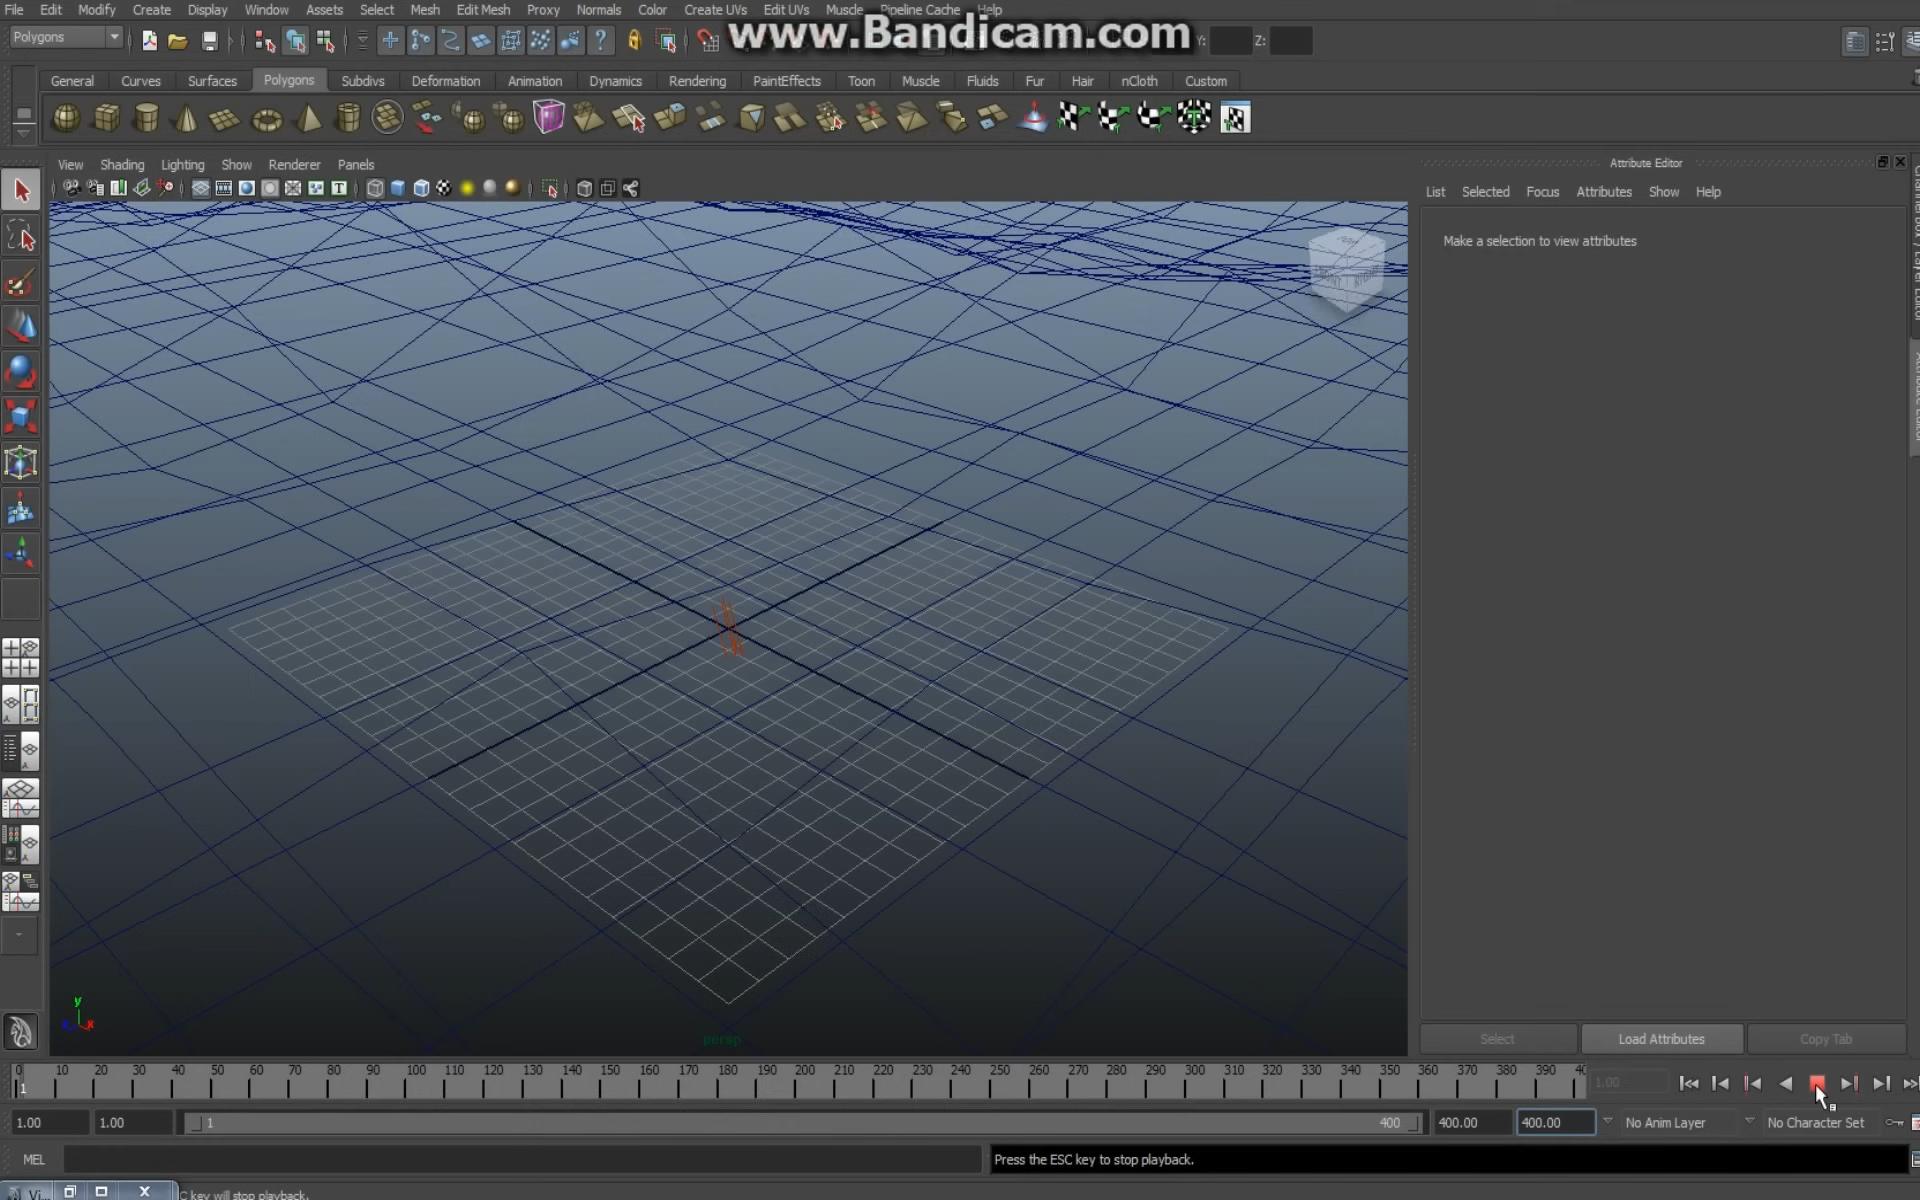 File Edit Modify Create Display Window Assets Select Mesh Edit Mesh Proxy Normals Color Create UVs Edit UVs Muscle Pipeline Cache Help
www.Bandicam.com
Polygons
Z:
General Curves Surfaces Polygons Subdivs Deformation Animation Dynamics Rendering PaintEffects Toon Muscle Fluids Fur Hair nCloth Custom
View Shading Lighting Show Renderer Panels
Attribute Editor
List Selected Focus Attributes Show Help
Make a selection to view attributes
persp
y
x
Select Load Attributes Copy Tab
0 10 20 30 40 50 60 70 80 90 100 110 120 130 140 150 160 170 180 190 200 210 220 230 240 250 260 270 280 290 300 310 320 330 340 350 360 370 380 390
1
1.00
1.00 1.00 1 400 400.00 400.00 No Anim Layer No Character Set
MEL
Press the ESC key to stop playback.
Vi...
C key will stop playback.